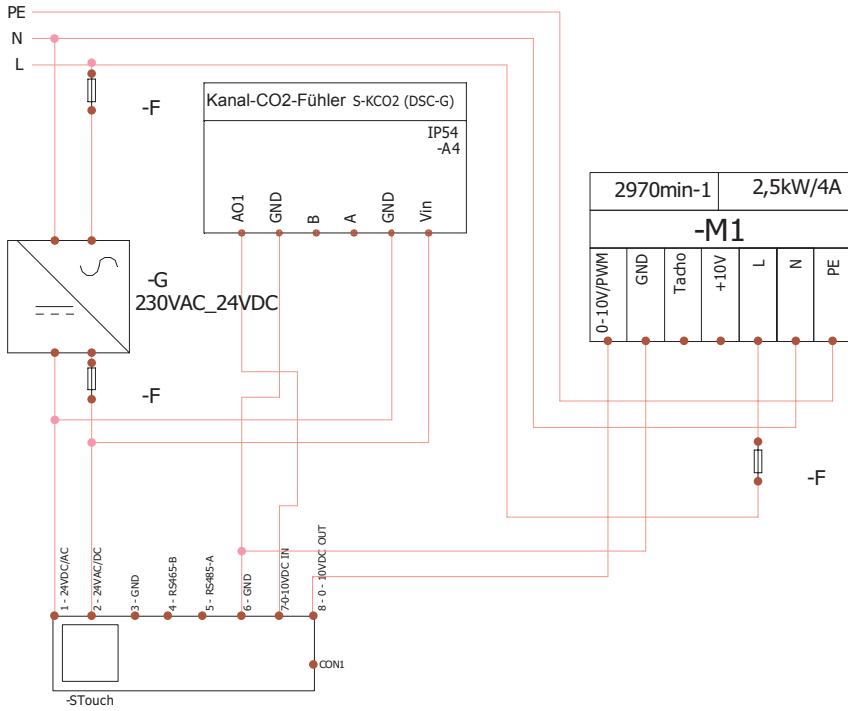 PE
N
L
-F
Kanal-CO2-Fühler S-KCO2 (DSC-G)
IP54
-A4
AO1
GND
B
A
GND
Vin
2970min-1
2,5kW/4A
-M1
0-10V/PWM
GND
Tacho
+10V
L
N
PE
-G
230VAC_24VDC
-F
-F
1 - 24VDC/AC
2 - 24VAC/DC
3 - GND
4 - RS465-B
5 - RS485-A
6 - GND
7-0-10VDC IN
8 - 0 - 10VDC OUT
CON1
-STouch